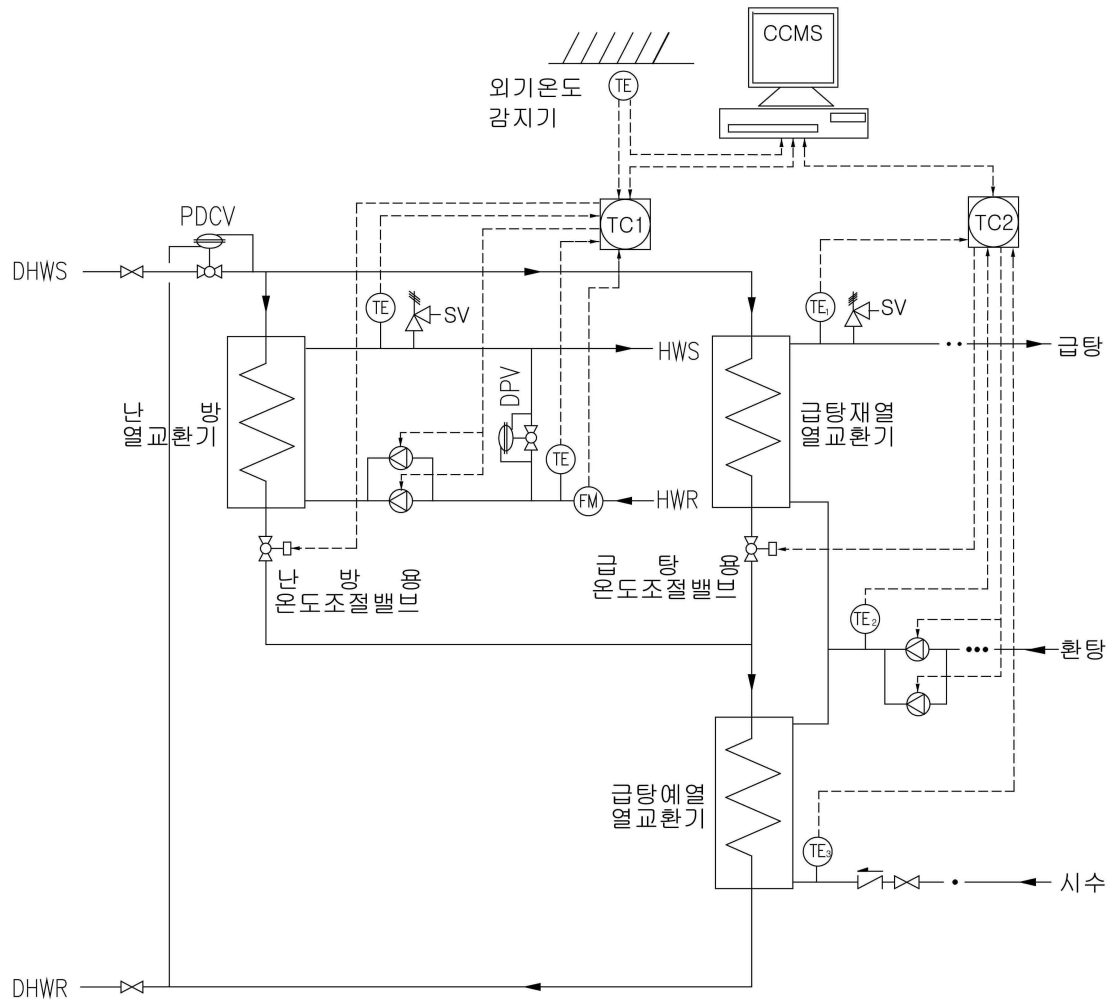 CCMS
TE
외기온도
감지기
PDCV
TC1
TC2
DHWS
TE
SV
TE₁
SV
HWS
급탕
DPV
난 방
열교환기
급탕재열
열교환기
TE
FM
HWR
난 방 용
온도조절밸브
급 탕 용
온도조절밸브
TE₂
환탕
급탕예열
열교환기
TE₃
시수
DHWR